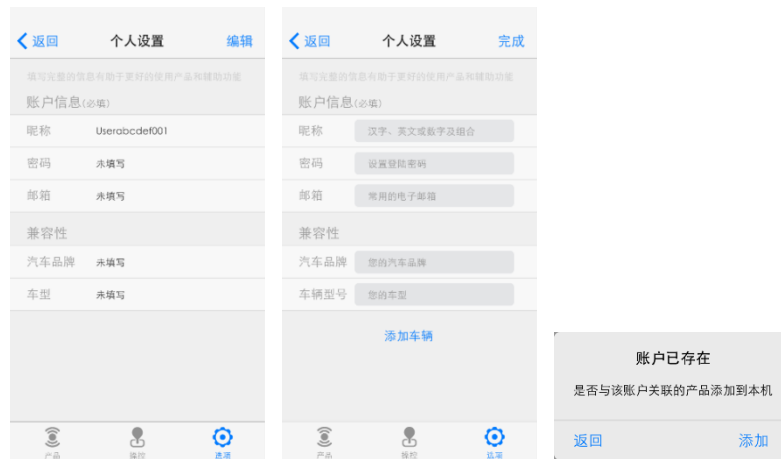 返回 个人设置 编辑
填写完整的信息有助于更好的使用产品和辅助功能
账户信息(必填)
昵称 Userabcdef001
密码 未填写
邮箱 未填写
兼容性
汽车品牌 未填写
车型 未填写
产品 操控 选项
返回 个人设置 完成
填写完整的信息有助于更好的使用产品和辅助功能
账户信息(必填)
昵称 汉字、英文或数字及组合
密码 设置登陆密码
邮箱 常用的电子邮箱
兼容性
汽车品牌 您的汽车品牌
车辆型号 您的车型
添加车辆
产品 操控 选项
账户已存在
是否与该账户关联的产品添加到本机
返回 添加